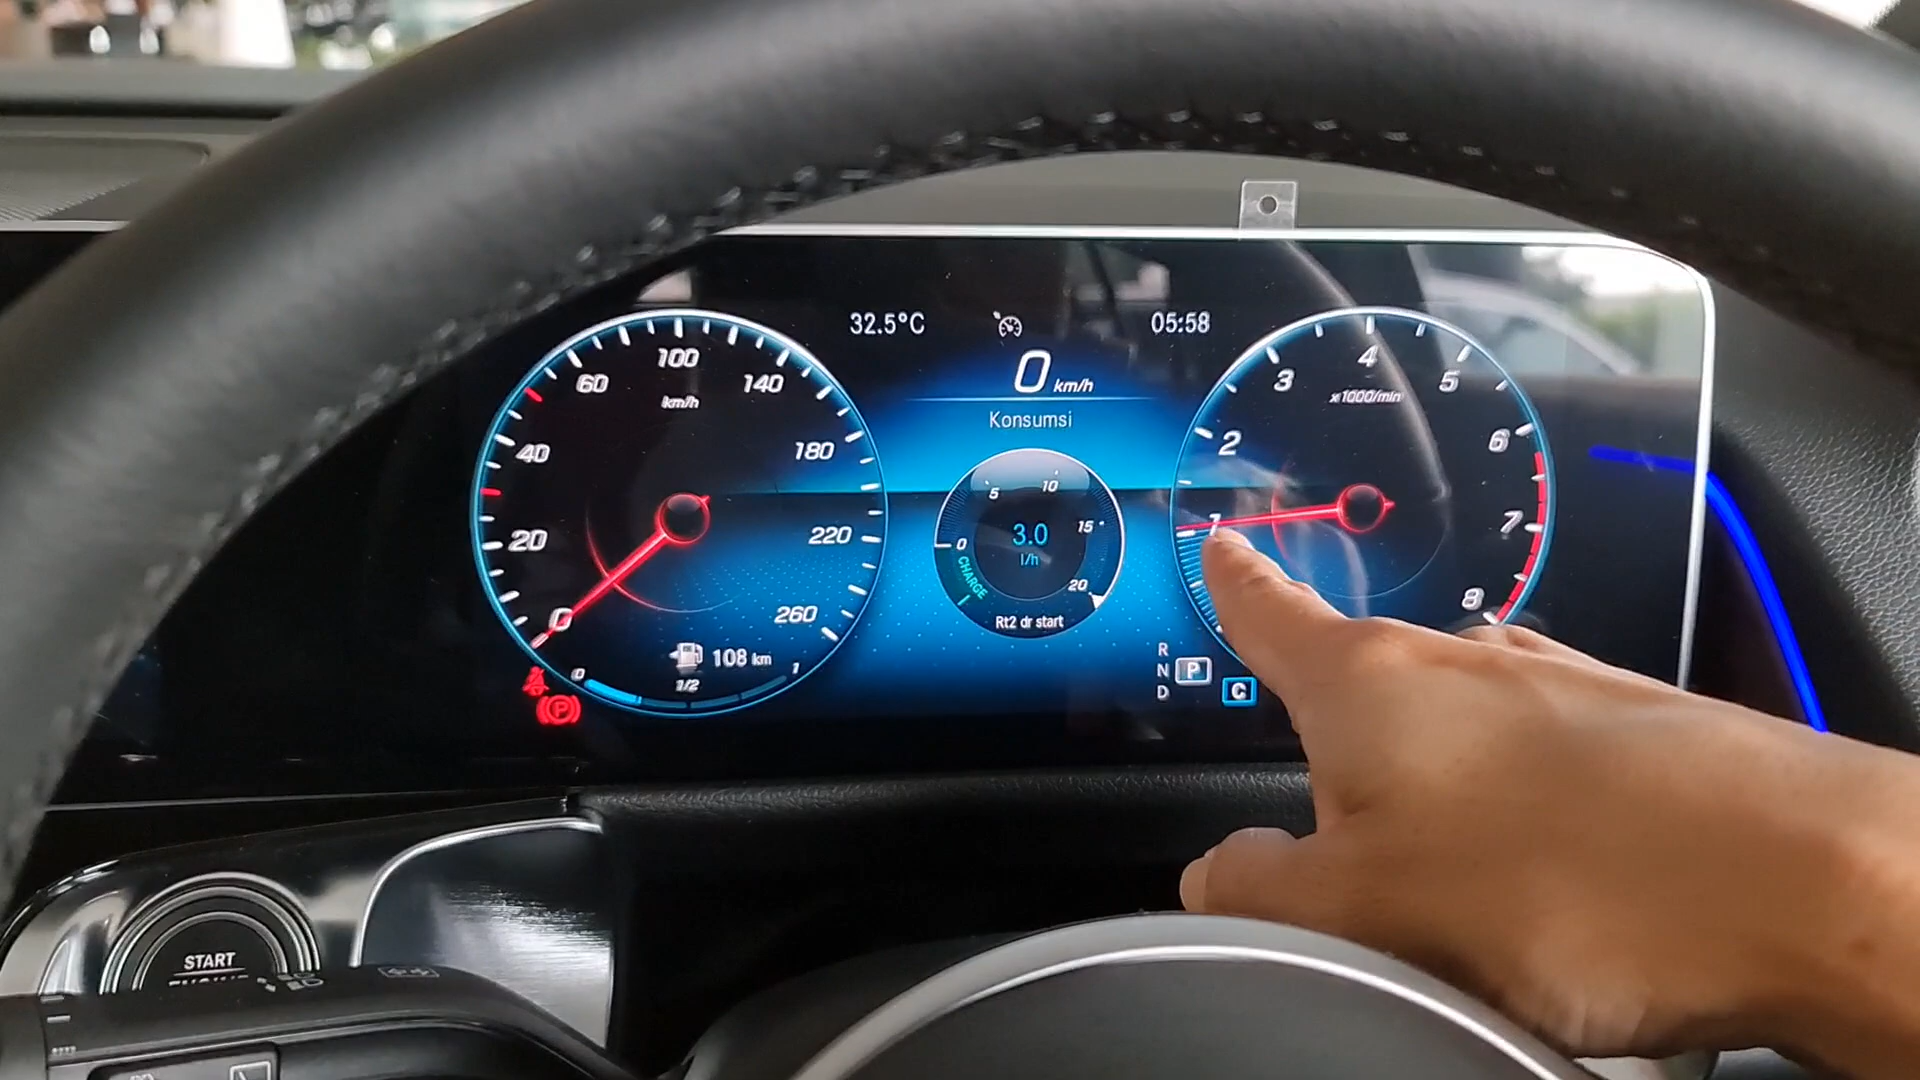 32.5°C
05:58
0 km/h
Konsumsi
20
40
60
100
140
180
220
260
km/h
0
0
1/2
1
108 km
P
0
5
10
15
20
3.0
l/h
CHARGE
Rt2 dr start
1
2
3
4
5
6
7
8
x1000/min
R
N
D
P
C
START